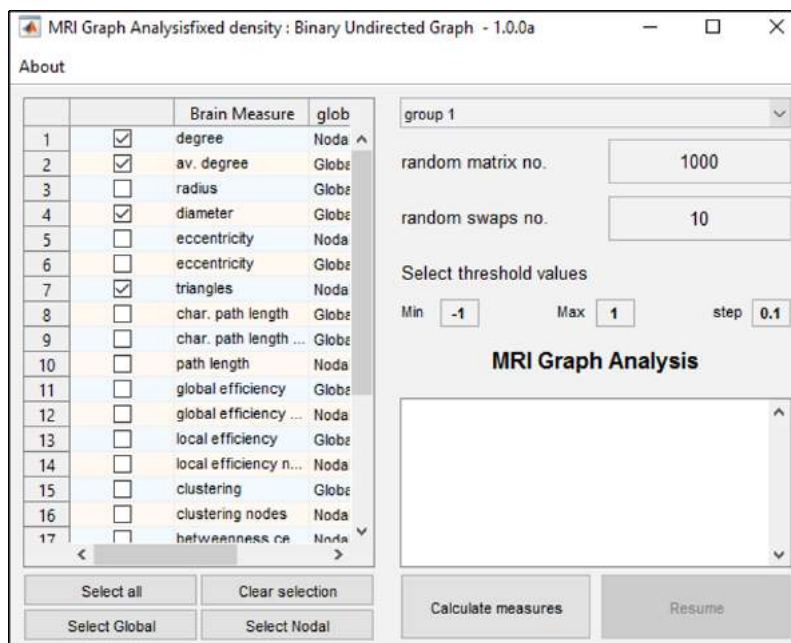 MRI Graph Analysisfixed density : Binary Undirected Graph - 1.0.0a
About
Brain Measure glob
1 degree Noda
2 av. degree Globa
3 radius Globa
4 diameter Globa
5 eccentricity Noda
6 eccentricity Globa
7 triangles Noda
8 char. path length Globa
9 char. path length ... Globa
10 path length Noda
11 global efficiency Globa
12 global efficiency ... Noda
13 local efficiency Globa
14 local efficiency n... Noda
15 clustering Globa
16 clustering nodes Noda
17 betweenness ce Noda
Select all Clear selection
Select Global Select Nodal
group 1
random matrix no. 1000
random swaps no. 10
Select threshold values
Min -1 Max 1 step 0.1
MRI Graph Analysis
Calculate measures Resume